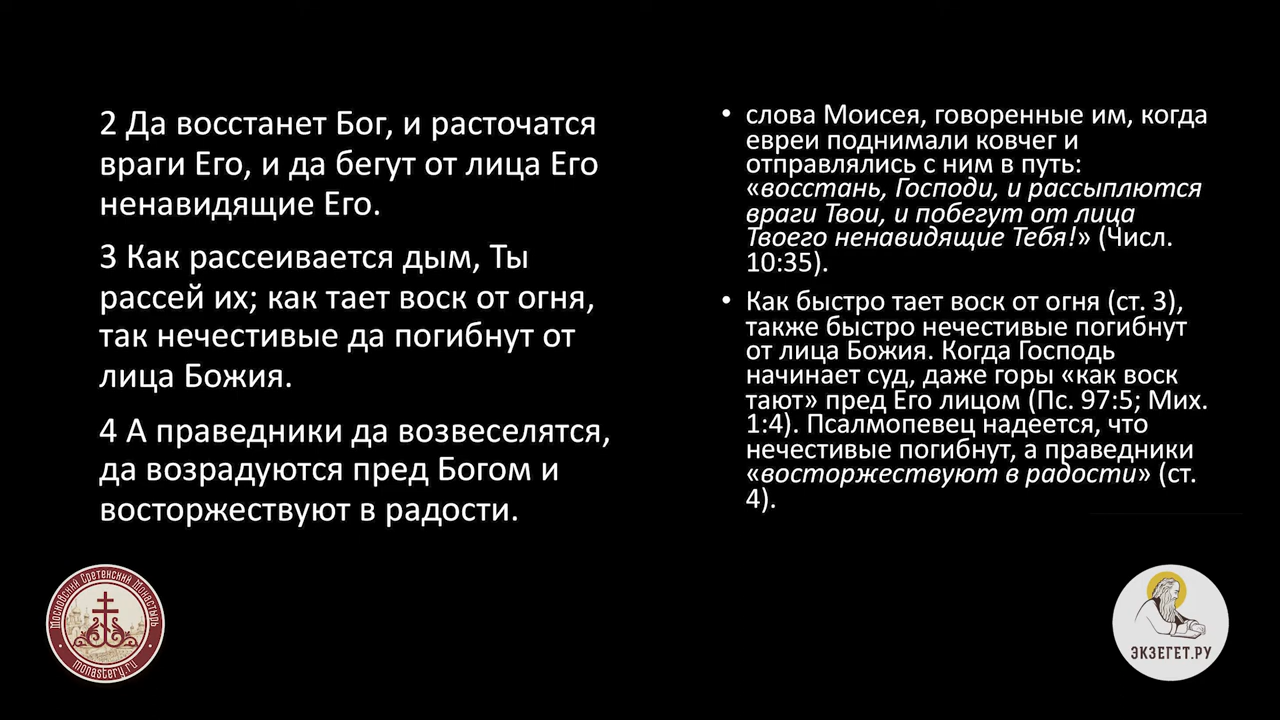 2 Да восстанет Бог, и расточатся
враги Его, и да бегут от лица Его
ненавидящие Его.
3 Как рассеивается дым, Ты
рассей их; как тает воск от огня,
так нечестивые да погибнут от
лица Божия.
4 А праведники да возвеселятся,
да возрадуются пред Богом и
восторжествуют в радости.
• слова Моисея, говоренные им, когда
евреи поднимали ковчег и
отправлялись с ним в путь:
«восстань, Господи, и рассыплются
враги Твои, и побегут от лица
Твоего ненавидящие Тебя!» (Числ.
10:35).
• Как быстро тает воск от огня (ст. 3),
также быстро нечестивые погибнут
от лица Божия. Когда Господь
начинает суд, даже горы «как воск
тают» пред Его лицом (Пс. 97:5; Мих.
1:4). Псалмопевец надеется, что
нечестивые погибнут, а праведники
«восторжествуют в радости» (ст.
4).
Московский Сретенский Монастырь
monastery.ru
ЭКЗЕГЕТ.РУ